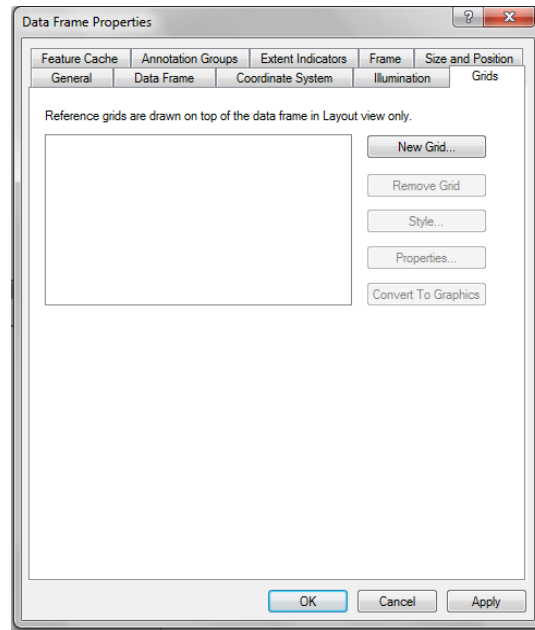 Data Frame Properties
Feature Cache Annotation Groups Extent Indicators Frame Size and Position
General Data Frame Coordinate System Illumination Grids
Reference grids are drawn on top of the data frame in Layout view only.
New Grid...
Remove Grid
Style...
Properties...
Convert To Graphics
OK Cancel Apply